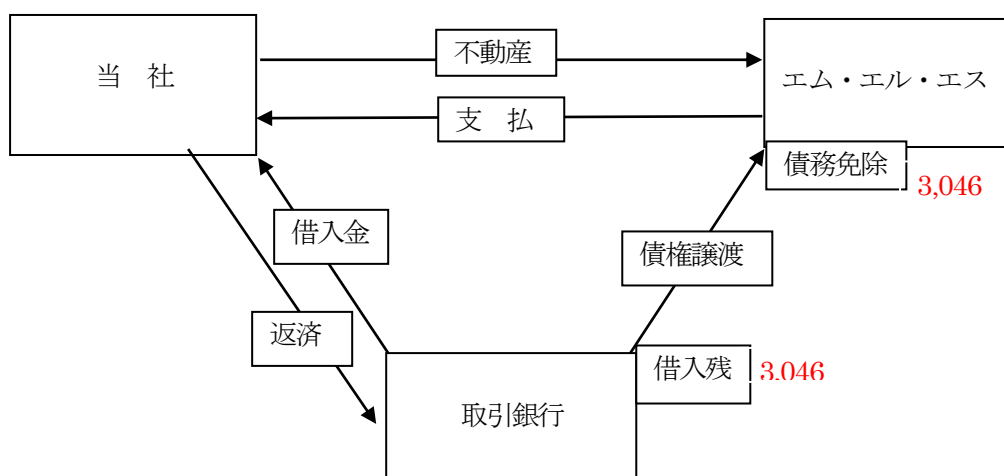 不動産
当 社
エム・エル・エス
支 払
債務免除
3,046
借入金
債権譲渡
返済
借入残
3,046
取引銀行